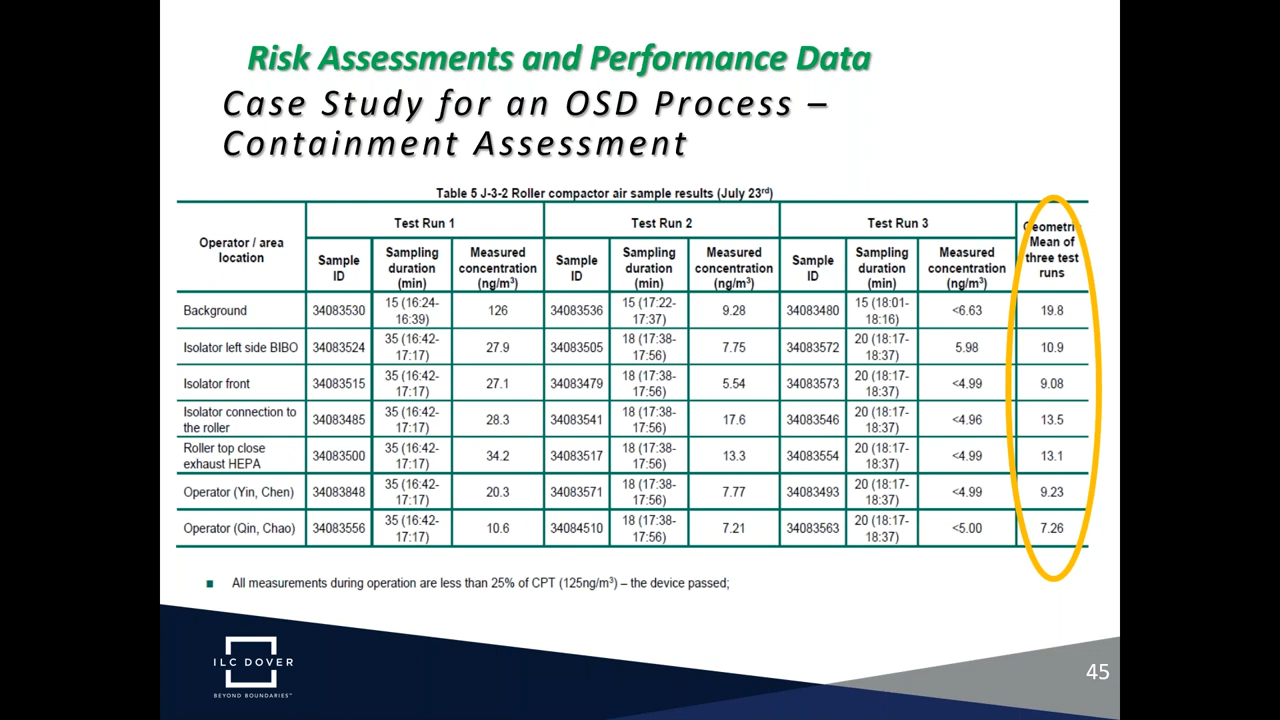 Risk Assessments and Performance Data
Case Study for an OSD Process –
Containment Assessment
Table 5 J-3-2 Roller compactor air sample results (July 23rd)
Operator / area location | Test Run 1 | Test Run 2 | Test Run 3 | Geometric Mean of three test runs
Sample ID | Sampling duration (min) | Measured concentration (ng/m³) | Sample ID | Sampling duration (min) | Measured concentration (ng/m³) | Sample ID | Sampling duration (min) | Measured concentration (ng/m³)
Background | 34083530 | 15 (16:24-16:39) | 126 | 34083536 | 15 (17:22-17:37) | 9.28 | 34083480 | 15 (18:01-18:16) | <6.63 | 19.8
Isolator left side BIBO | 34083524 | 35 (16:42-17:17) | 27.9 | 34083505 | 18 (17:38-17:56) | 7.75 | 34083572 | 20 (18:17-18:37) | 5.98 | 10.9
Isolator front | 34083515 | 35 (16:42-17:17) | 27.1 | 34083479 | 18 (17:38-17:56) | 5.54 | 34083573 | 20 (18:17-18:37) | <4.99 | 9.08
Isolator connection to the roller | 34083485 | 35 (16:42-17:17) | 28.3 | 34083541 | 18 (17:38-17:56) | 17.6 | 34083546 | 20 (18:17-18:37) | <4.96 | 13.5
Roller top close exhaust HEPA | 34083500 | 35 (16:42-17:17) | 34.2 | 34083517 | 18 (17:38-17:56) | 13.3 | 34083554 | 20 (18:17-18:37) | <4.99 | 13.1
Operator (Yin, Chen) | 34083848 | 35 (16:42-17:17) | 20.3 | 34083571 | 18 (17:38-17:56) | 7.77 | 34083493 | 20 (18:17-18:37) | <4.99 | 9.23
Operator (Qin, Chao) | 34083556 | 35 (16:42-17:17) | 10.6 | 34084510 | 18 (17:38-17:56) | 7.21 | 34083563 | 20 (18:17-18:37) | <5.00 | 7.26
■ All measurements during operation are less than 25% of CPT (125ng/m³) – the device passed;
ILC DOVER
BEYOND BOUNDARIES™
45